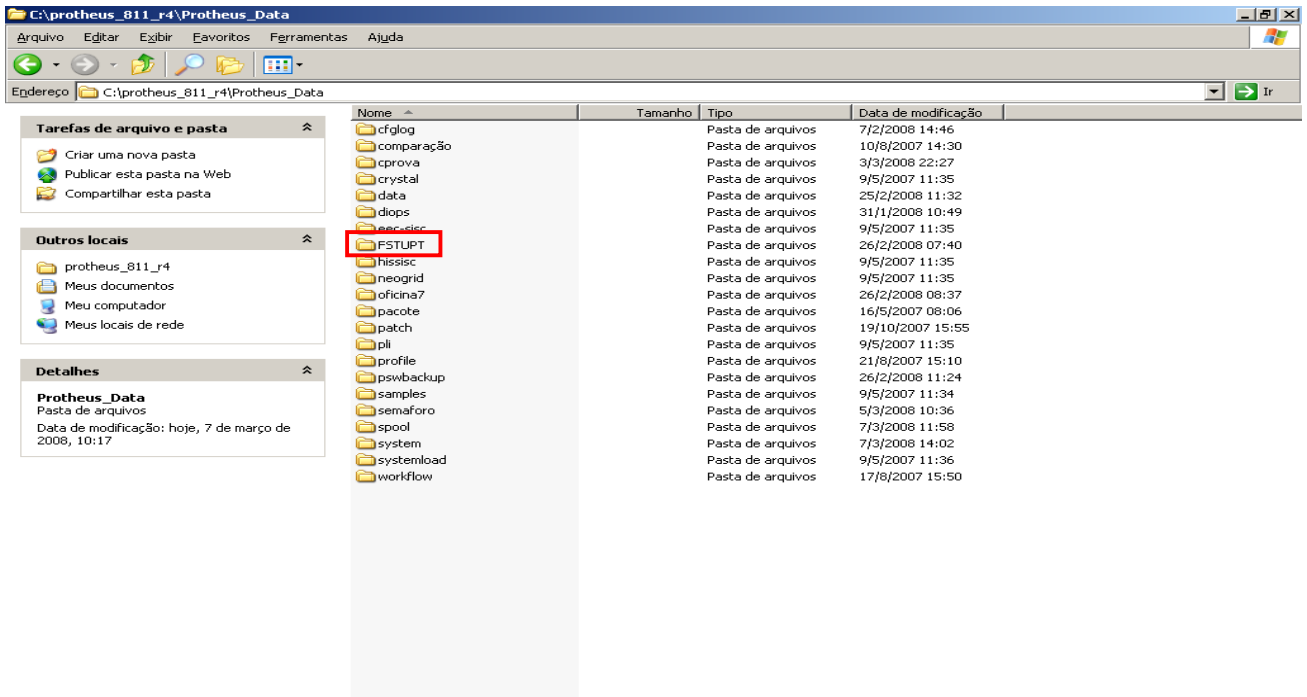 C:\protheus_811_r4\Protheus_Data
Arquivo Editar Exibir Favoritos Ferramentas Ajuda
Endereço C:\protheus_811_r4\Protheus_Data Ir
Tarefas de arquivo e pasta
Criar uma nova pasta
Publicar esta pasta na Web
Compartilhar esta pasta
Outros locais
protheus_811_r4
Meus documentos
Meu computador
Meus locais de rede
Detalhes
Protheus_Data
Pasta de arquivos
Data de modificação: hoje, 7 de março de
2008, 10:17
Nome Tamanho Tipo Data de modificação
cfglog Pasta de arquivos 7/2/2008 14:46
comparação Pasta de arquivos 10/8/2007 14:30
cprova Pasta de arquivos 3/3/2008 22:27
crystal Pasta de arquivos 9/5/2007 11:35
data Pasta de arquivos 25/2/2008 11:32
diops Pasta de arquivos 31/1/2008 10:49
eec-sisc Pasta de arquivos 9/5/2007 11:35
FSTUPT Pasta de arquivos 26/2/2008 07:40
hissisc Pasta de arquivos 9/5/2007 11:35
neogrid Pasta de arquivos 9/5/2007 11:35
oficina7 Pasta de arquivos 26/2/2008 08:37
pacote Pasta de arquivos 16/5/2007 08:06
patch Pasta de arquivos 19/10/2007 15:55
pli Pasta de arquivos 9/5/2007 11:35
profile Pasta de arquivos 21/8/2007 15:10
pswbackup Pasta de arquivos 26/2/2008 11:24
samples Pasta de arquivos 9/5/2007 11:34
semaforo Pasta de arquivos 5/3/2008 10:36
spool Pasta de arquivos 7/3/2008 11:58
system Pasta de arquivos 7/3/2008 14:02
systemload Pasta de arquivos 9/5/2007 11:36
workflow Pasta de arquivos 17/8/2007 15:50